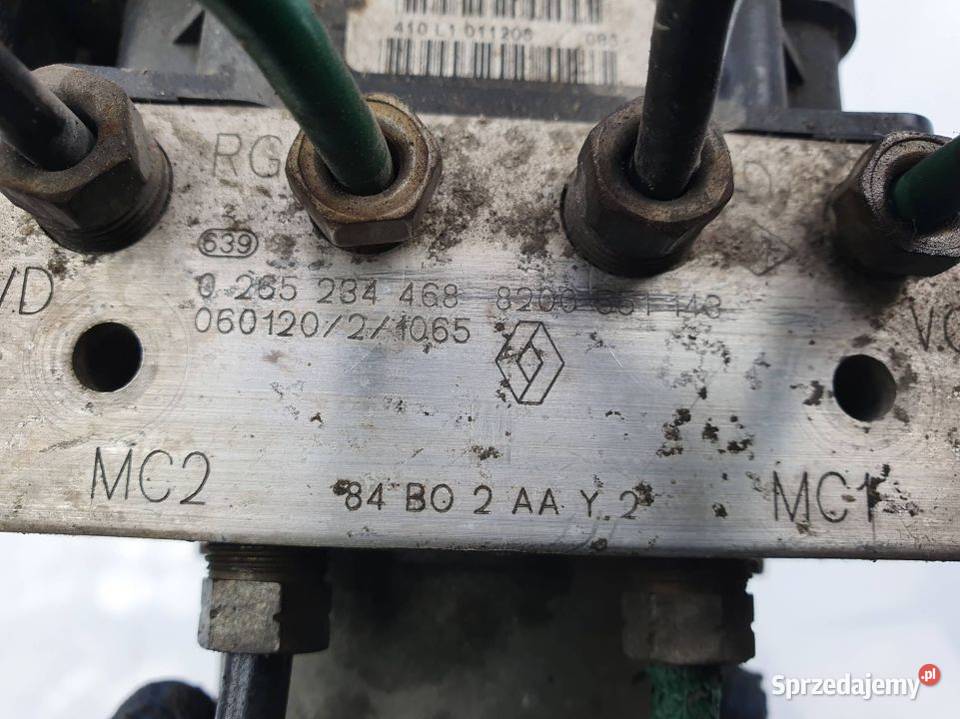 410 L1 011206
RG
639
/D
0 265 234 468 8200
060120/2/1065
MC2
84 BO 2 AA Y 2
MC1
Sprzedajemy.pl